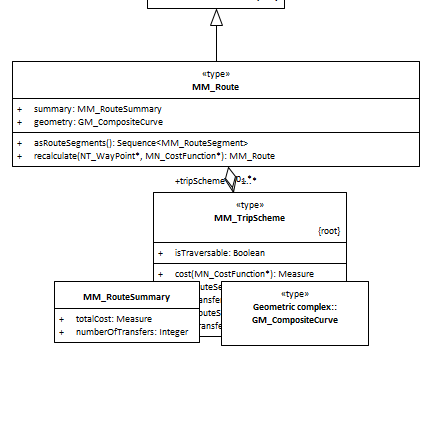 «type»
MM_Route
+ summary: MM_RouteSummary
+ geometry: GM_CompositeCurve
+ asRouteSegments(): Sequence<MM_RouteSegment>
+ recalculate(NT_WayPoint*, MN_CostFunction*): MM_Route
+tripScheme
«type»
MM_TripScheme
{root}
+ isTraversable: Boolean
+ cost(MN_CostFunction*): Measure
MM_RouteSummary
+ totalCost: Measure
+ numberOfTransfers: Integer
«type»
Geometric complex::
GM_CompositeCurve